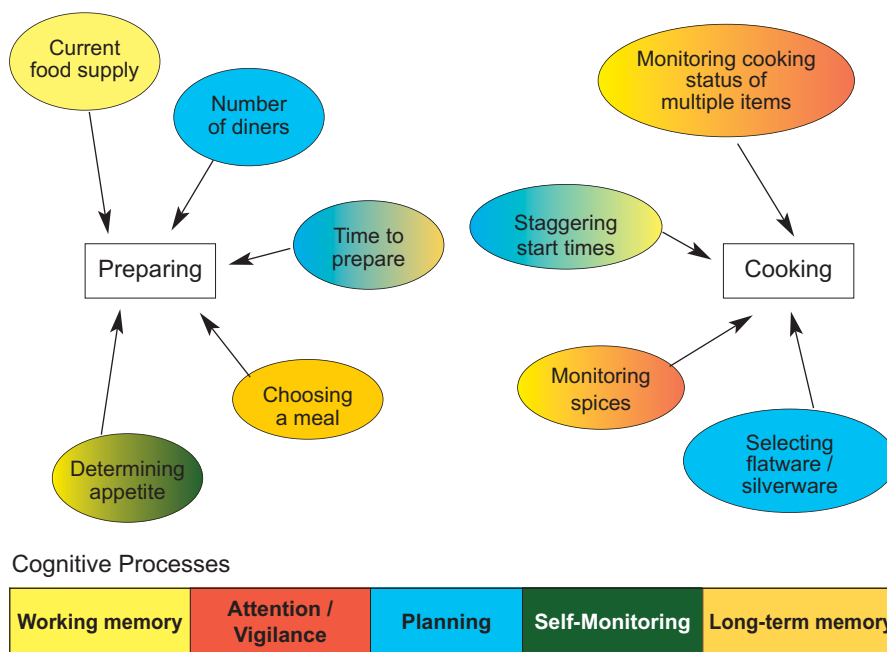 Current
food supply
Number
of diners
Time to
prepare
Preparing
Choosing
a meal
Determining
appetite
Monitoring cooking
status of
multiple items
Staggering
start times
Cooking
Monitoring
spices
Selecting
flatware /
silverware
Cognitive Processes
Working memory
Attention /
Vigilance
Planning
Self-Monitoring
Long-term memory